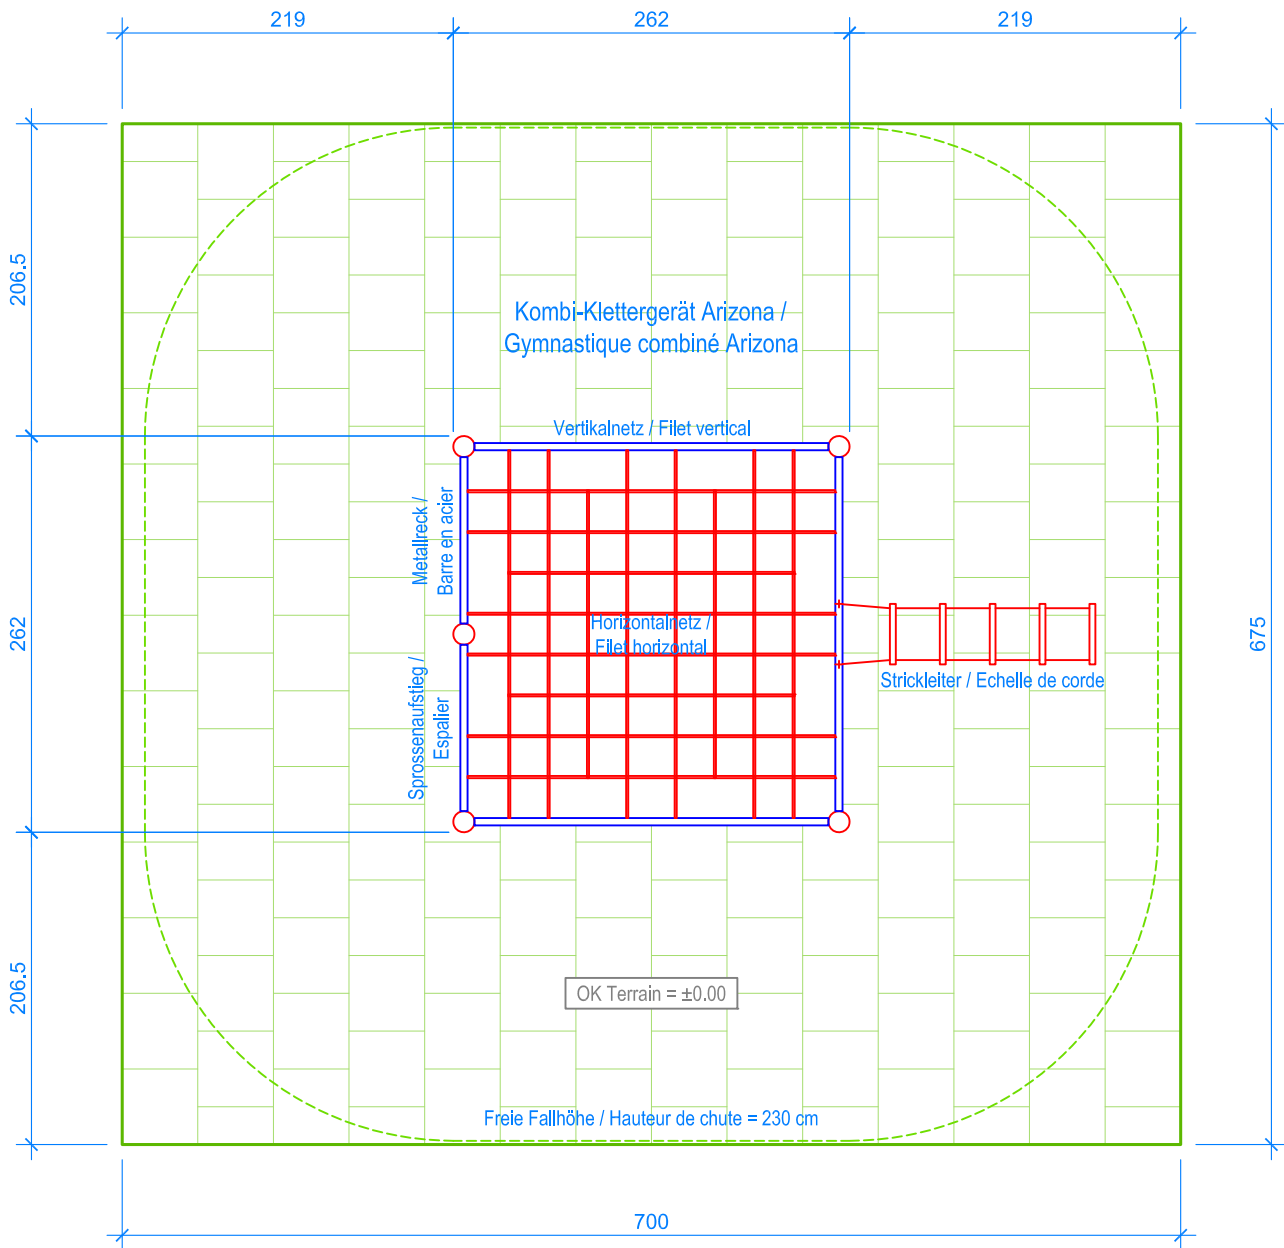 219
262
219
206.5
Kombi-Klettergerät Arizona /
Gymnastique combiné Arizona
Vertikalnetz / Filet vertical
Metallreck /
Barre en acier
262
Horizontalnetz /
Filet horizontal
675
Strickleiter / Echelle de corde
Sprossenaufstieg /
Espalier
206.5
OK Terrain = ±0.00
Freie Fallhöhe / Hauteur de chute = 230 cm
700